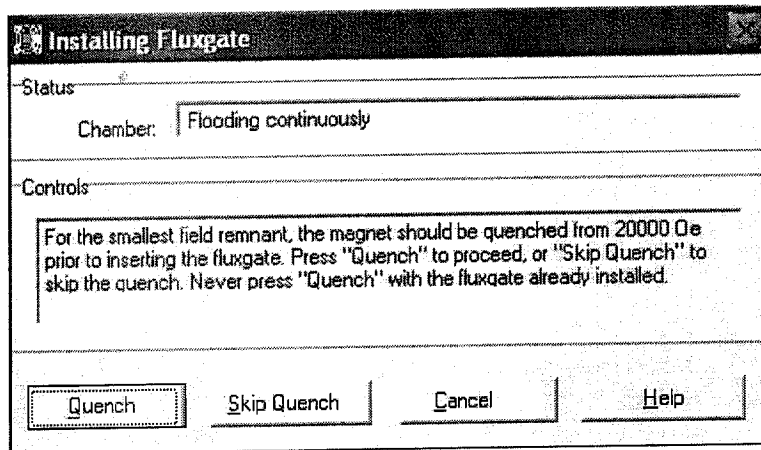 Installing Fluxgate
Status
Chamber: Flooding continuously
Controls
For the smallest field remnant, the magnet should be quenched from 20000 Oe
prior to inserting the fluxgate. Press "Quench" to proceed, or "Skip Quench" to
skip the quench. Never press "Quench" with the fluxgate already installed.
Quench Skip Quench Cancel Help